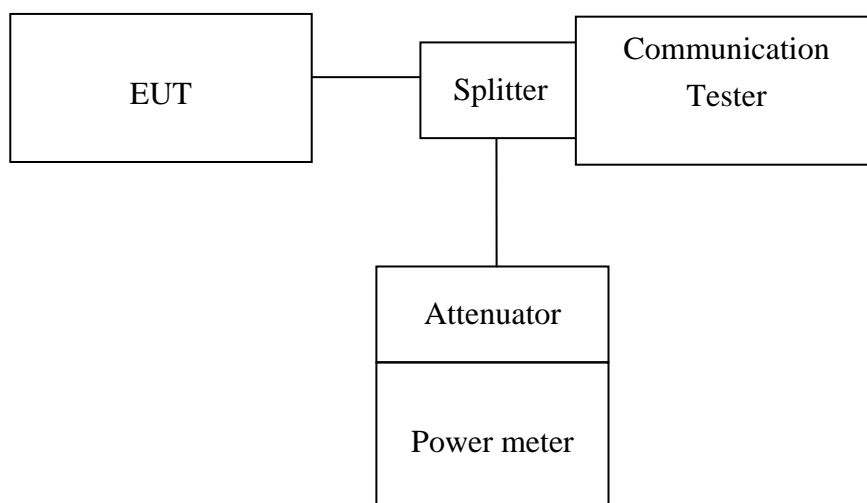 EUT
Splitter
Communication
Tester
Attenuator
Power meter